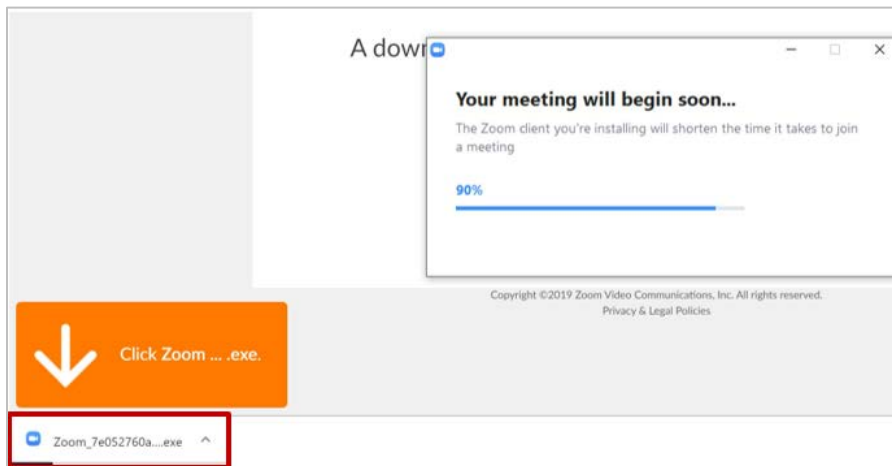 A down
Your meeting will begin soon...
The Zoom client you're installing will shorten the time it takes to join
a meeting
90%
Copyright ©2019 Zoom Video Communications, Inc. All rights reserved.
Privacy & Legal Policies
Click Zoom ... .exe.
Zoom_7e052760a....exe